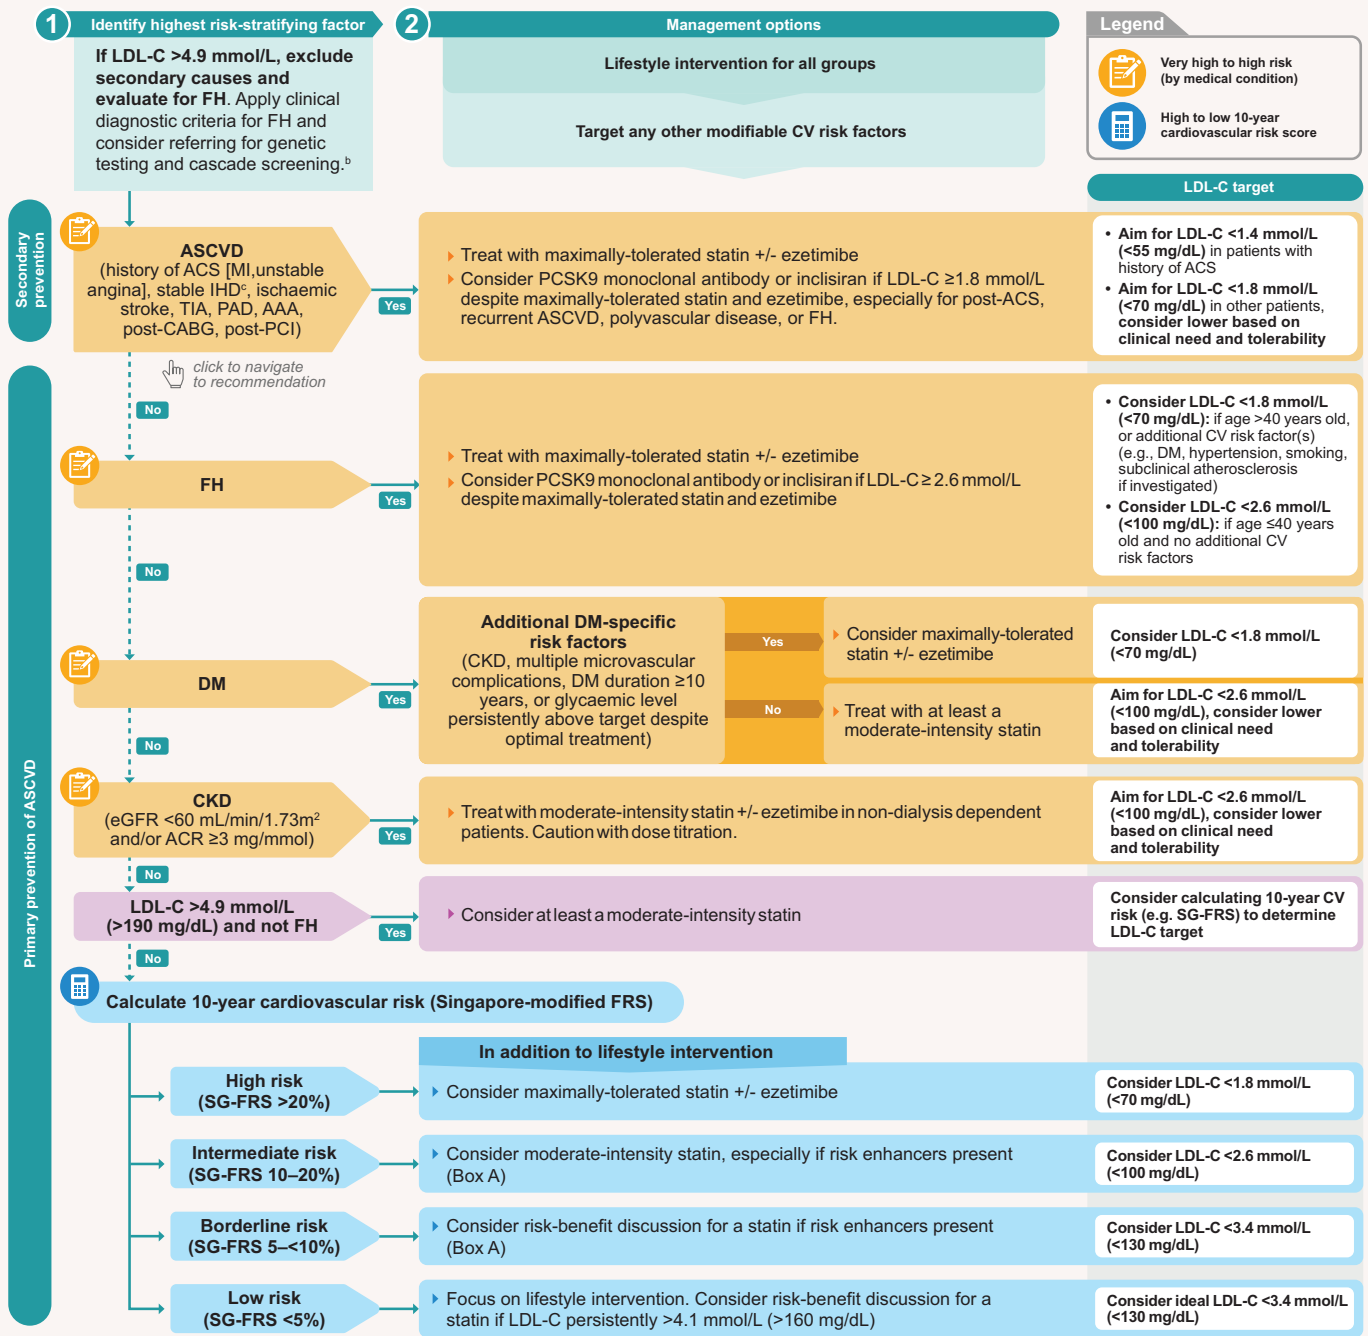 1
Identify highest risk-stratifying factor
If LDL-C >4.9 mmol/L, exclude
secondary causes and
evaluate for FH. Apply clinical
diagnostic criteria for FH and
consider referring for genetic
testing and cascade screening.ᵇ
2
Management options
Lifestyle intervention for all groups
Target any other modifiable CV risk factors
Legend
Very high to high risk
(by medical condition)
High to low 10-year
cardiovascular risk score
LDL-C target
Secondary
prevention
ASCVD
(history of ACS [MI,unstable
angina], stable IHDᶜ, ischaemic
stroke, TIA, PAD, AAA,
post-CABG, post-PCI)
Yes
▸ Treat with maximally-tolerated statin +/- ezetimibe
▸ Consider PCSK9 monoclonal antibody or inclisiran if LDL-C ≥1.8 mmol/L
despite maximally-tolerated statin and ezetimibe, especially for post-ACS,
recurrent ASCVD, polyvascular disease, or FH.
• Aim for LDL-C <1.4 mmol/L
(<55 mg/dL) in patients with
history of ACS
• Aim for LDL-C <1.8 mmol/L
(<70 mg/dL) in other patients,
consider lower based on
clinical need and tolerability
click to navigate
to recommendation
No
Primary prevention of ASCVD
FH
Yes
▸ Treat with maximally-tolerated statin +/- ezetimibe
▸ Consider PCSK9 monoclonal antibody or inclisiran if LDL-C ≥ 2.6 mmol/L
despite maximally-tolerated statin and ezetimibe
• Consider LDL-C <1.8 mmol/L
(<70 mg/dL): if age >40 years old,
or additional CV risk factor(s)
(e.g., DM, hypertension, smoking,
subclinical atherosclerosis
if investigated)
• Consider LDL-C <2.6 mmol/L
(<100 mg/dL): if age ≤40 years
old and no additional CV
risk factors
No
DM
Yes
Additional DM-specific
risk factors
(CKD, multiple microvascular
complications, DM duration ≥10
years, or glycaemic level
persistently above target despite
optimal treatment)
Yes
▸ Consider maximally-tolerated
statin +/- ezetimibe
Consider LDL-C <1.8 mmol/L
(<70 mg/dL)
No
▸ Treat with at least a
moderate-intensity statin
Aim for LDL-C <2.6 mmol/L
(<100 mg/dL), consider lower
based on clinical need
and tolerability
No
CKD
(eGFR <60 mL/min/1.73m²
and/or ACR ≥3 mg/mmol)
Yes
▸ Treat with moderate-intensity statin +/- ezetimibe in non-dialysis dependent
patients. Caution with dose titration.
Aim for LDL-C <2.6 mmol/L
(<100 mg/dL), consider lower
based on clinical need
and tolerability
No
LDL-C >4.9 mmol/L
(>190 mg/dL) and not FH
Yes
▸ Consider at least a moderate-intensity statin
Consider calculating 10-year CV
risk (e.g. SG-FRS) to determine
LDL-C target
No
Calculate 10-year cardiovascular risk (Singapore-modified FRS)
In addition to lifestyle intervention
High risk
(SG-FRS >20%)
▸ Consider maximally-tolerated statin +/- ezetimibe
Consider LDL-C <1.8 mmol/L
(<70 mg/dL)
Intermediate risk
(SG-FRS 10–20%)
▸ Consider moderate-intensity statin, especially if risk enhancers present
(Box A)
Consider LDL-C <2.6 mmol/L
(<100 mg/dL)
Borderline risk
(SG-FRS 5–<10%)
▸ Consider risk-benefit discussion for a statin if risk enhancers present
(Box A)
Consider LDL-C <3.4 mmol/L
(<130 mg/dL)
Low risk
(SG-FRS <5%)
▸ Focus on lifestyle intervention. Consider risk-benefit discussion for a
statin if LDL-C persistently >4.1 mmol/L (>160 mg/dL)
Consider ideal LDL-C <3.4 mmol/L
(<130 mg/dL)